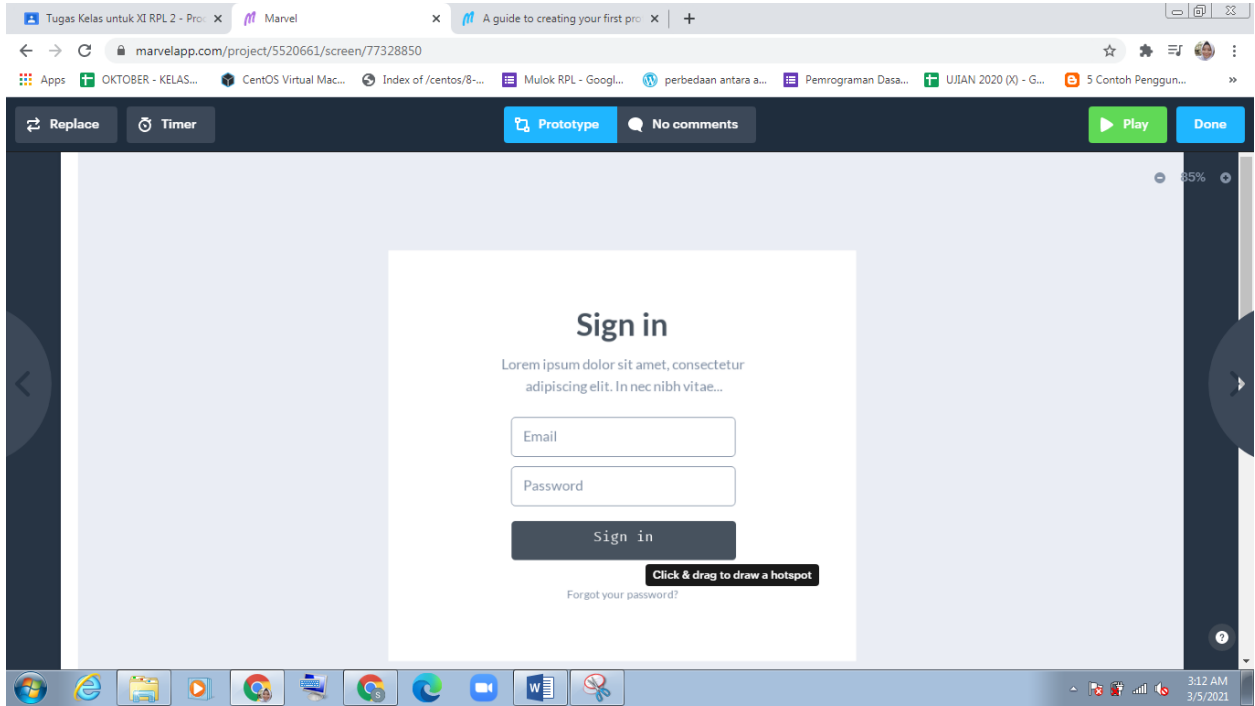 Tugas Kelas untuk XI RPL 2 - Pro
Marvel
A guide to creating your first pro
marvelapp.com/project/5520661/screen/77328850
Apps
OKTOBER - KELAS...
CentOS Virtual Mac...
Index of /centos/8-...
Mulok RPL - Googl...
perbedaan antara a...
Pemrograman Dasa...
UJIAN 2020 (X) - G...
5 Contoh Penggun...
Replace
Timer
Prototype
No comments
Play
Done
85%
Sign in
Lorem ipsum dolor sit amet, consectetur
adipiscing elit. In nec nibh vitae...
Email
Password
Sign in
Click & drag to draw a hotspot
Forgot your password?
3:12 AM
3/5/2021